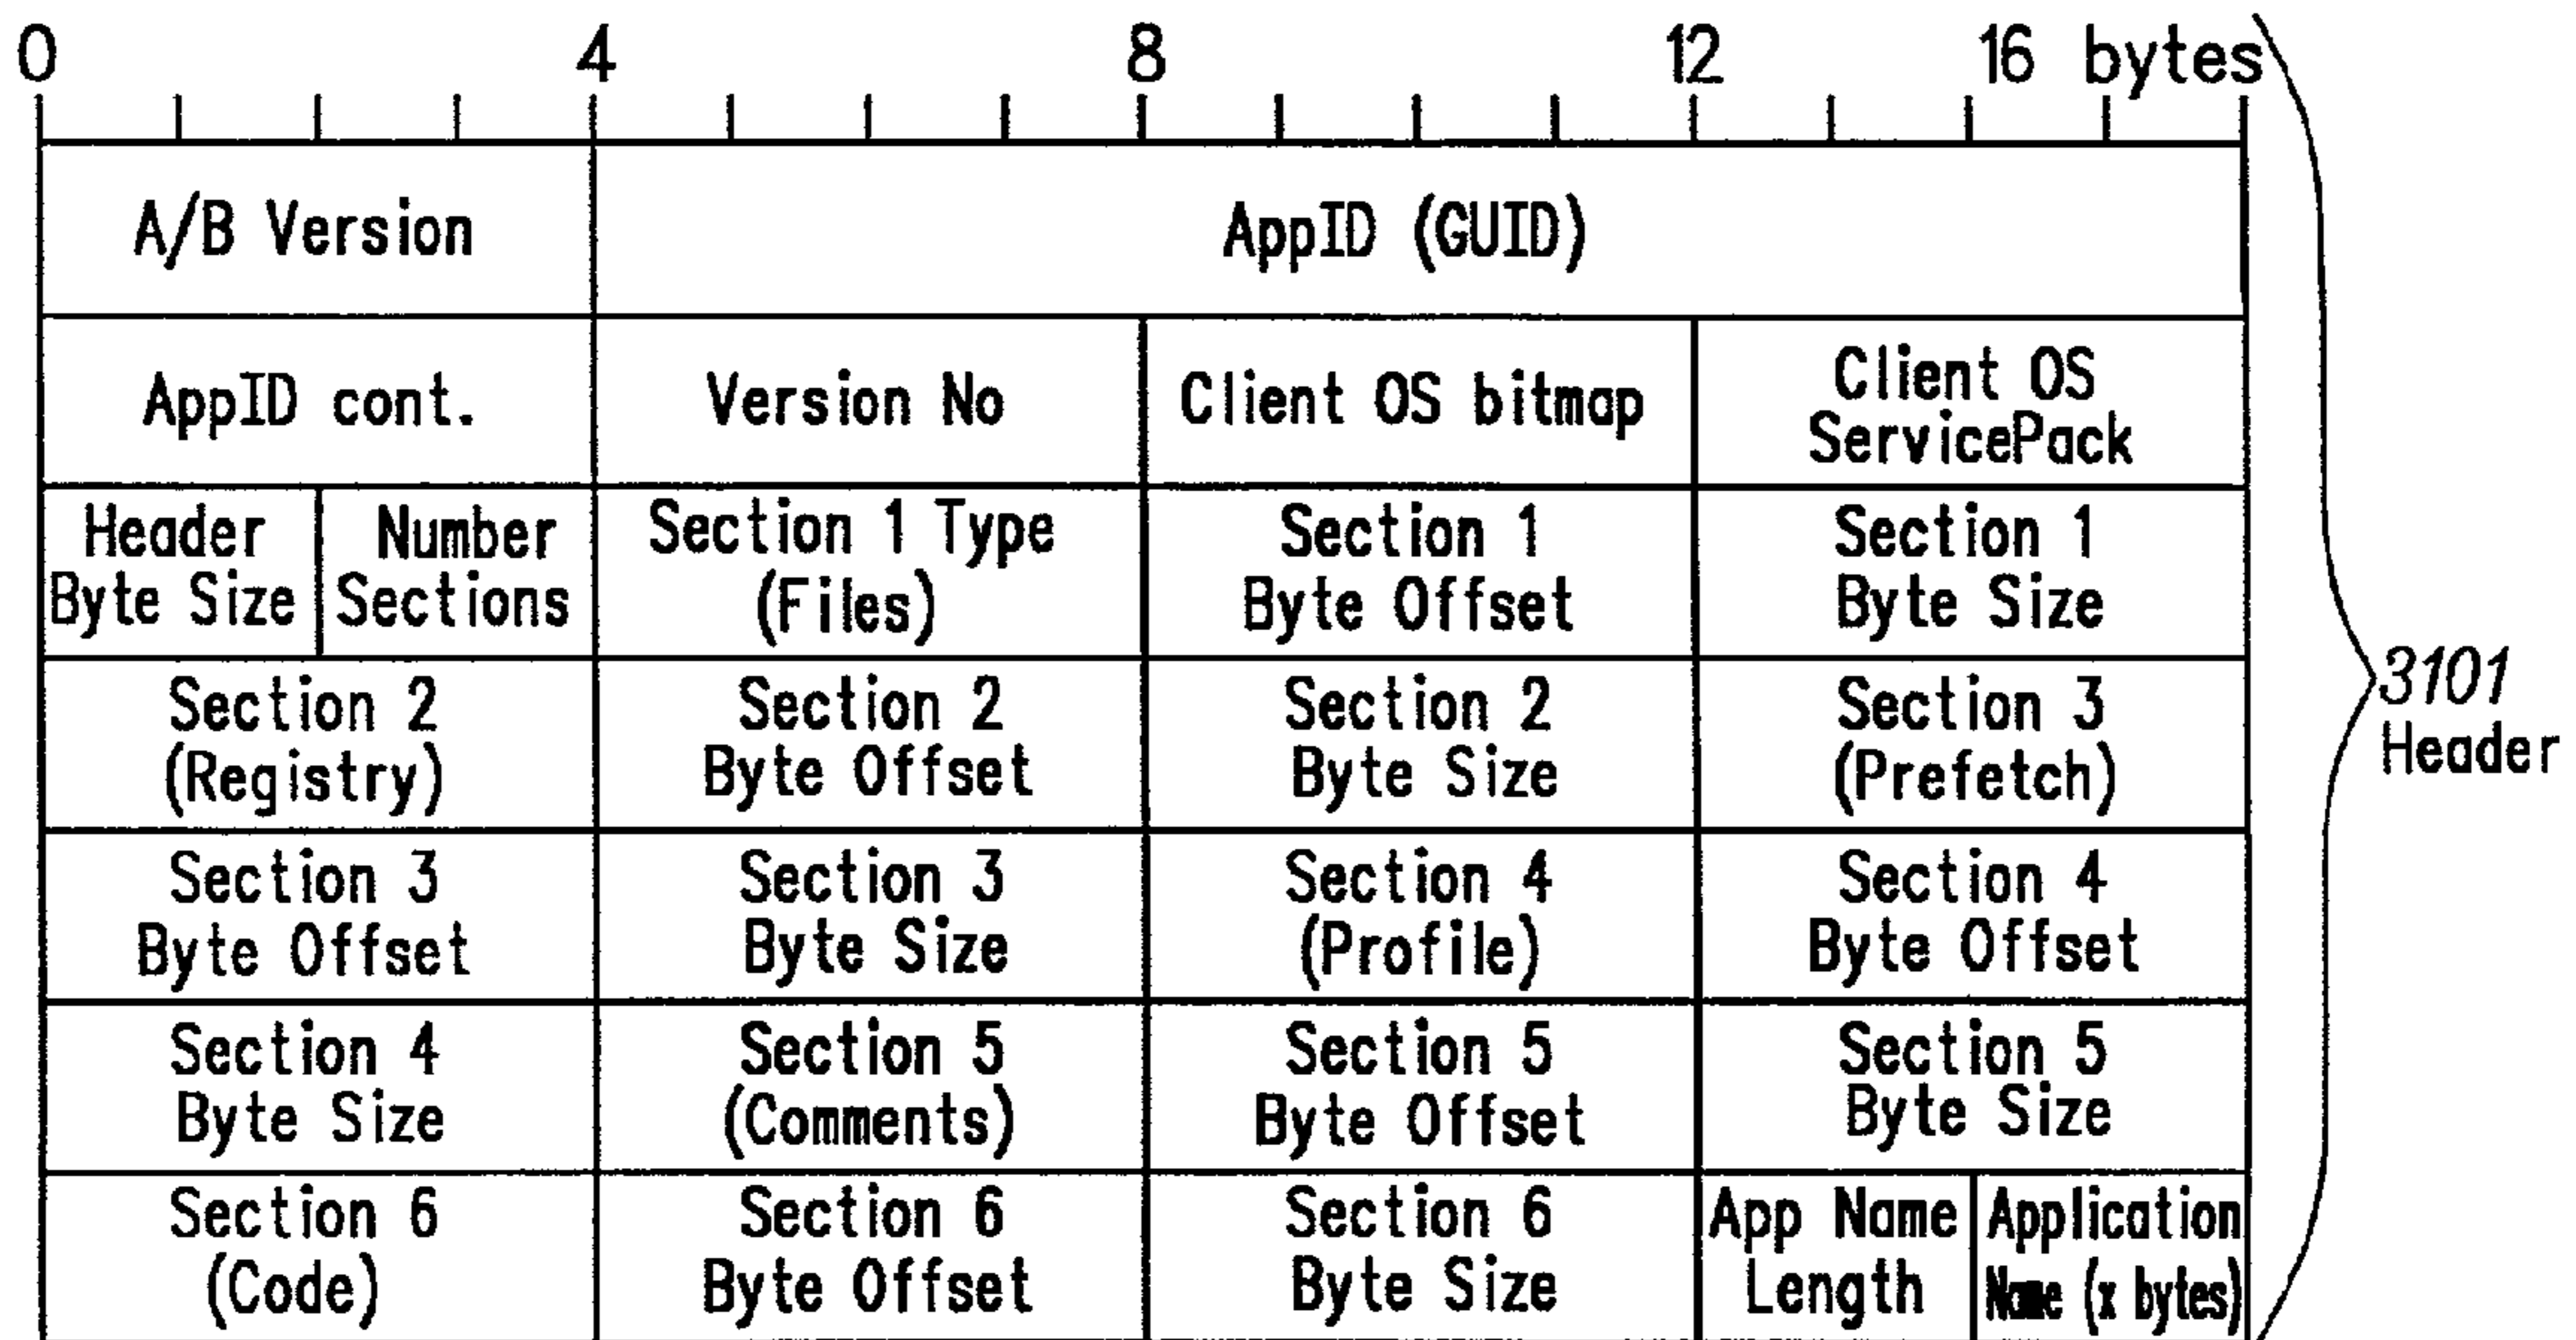 0 4 8 12 16 bytes
A/B Version
AppID (GUID)
AppID cont.
Version No
Client OS bitmap
Client OS
ServicePack
Header
Byte Size
Number
Sections
Section 1 Type
(Files)
Section 1
Byte Offset
Section 1
Byte Size
Section 2
(Registry)
Section 2
Byte Offset
Section 2
Byte Size
Section 3
(Prefetch)
Section 3
Byte Offset
Section 3
Byte Size
Section 4
(Profile)
Section 4
Byte Offset
Section 4
Byte Size
Section 5
(Comments)
Section 5
Byte Offset
Section 5
Byte Size
Section 6
(Code)
Section 6
Byte Offset
Section 6
Byte Size
App Name
Length
Application
Name (x bytes)
3101
Header